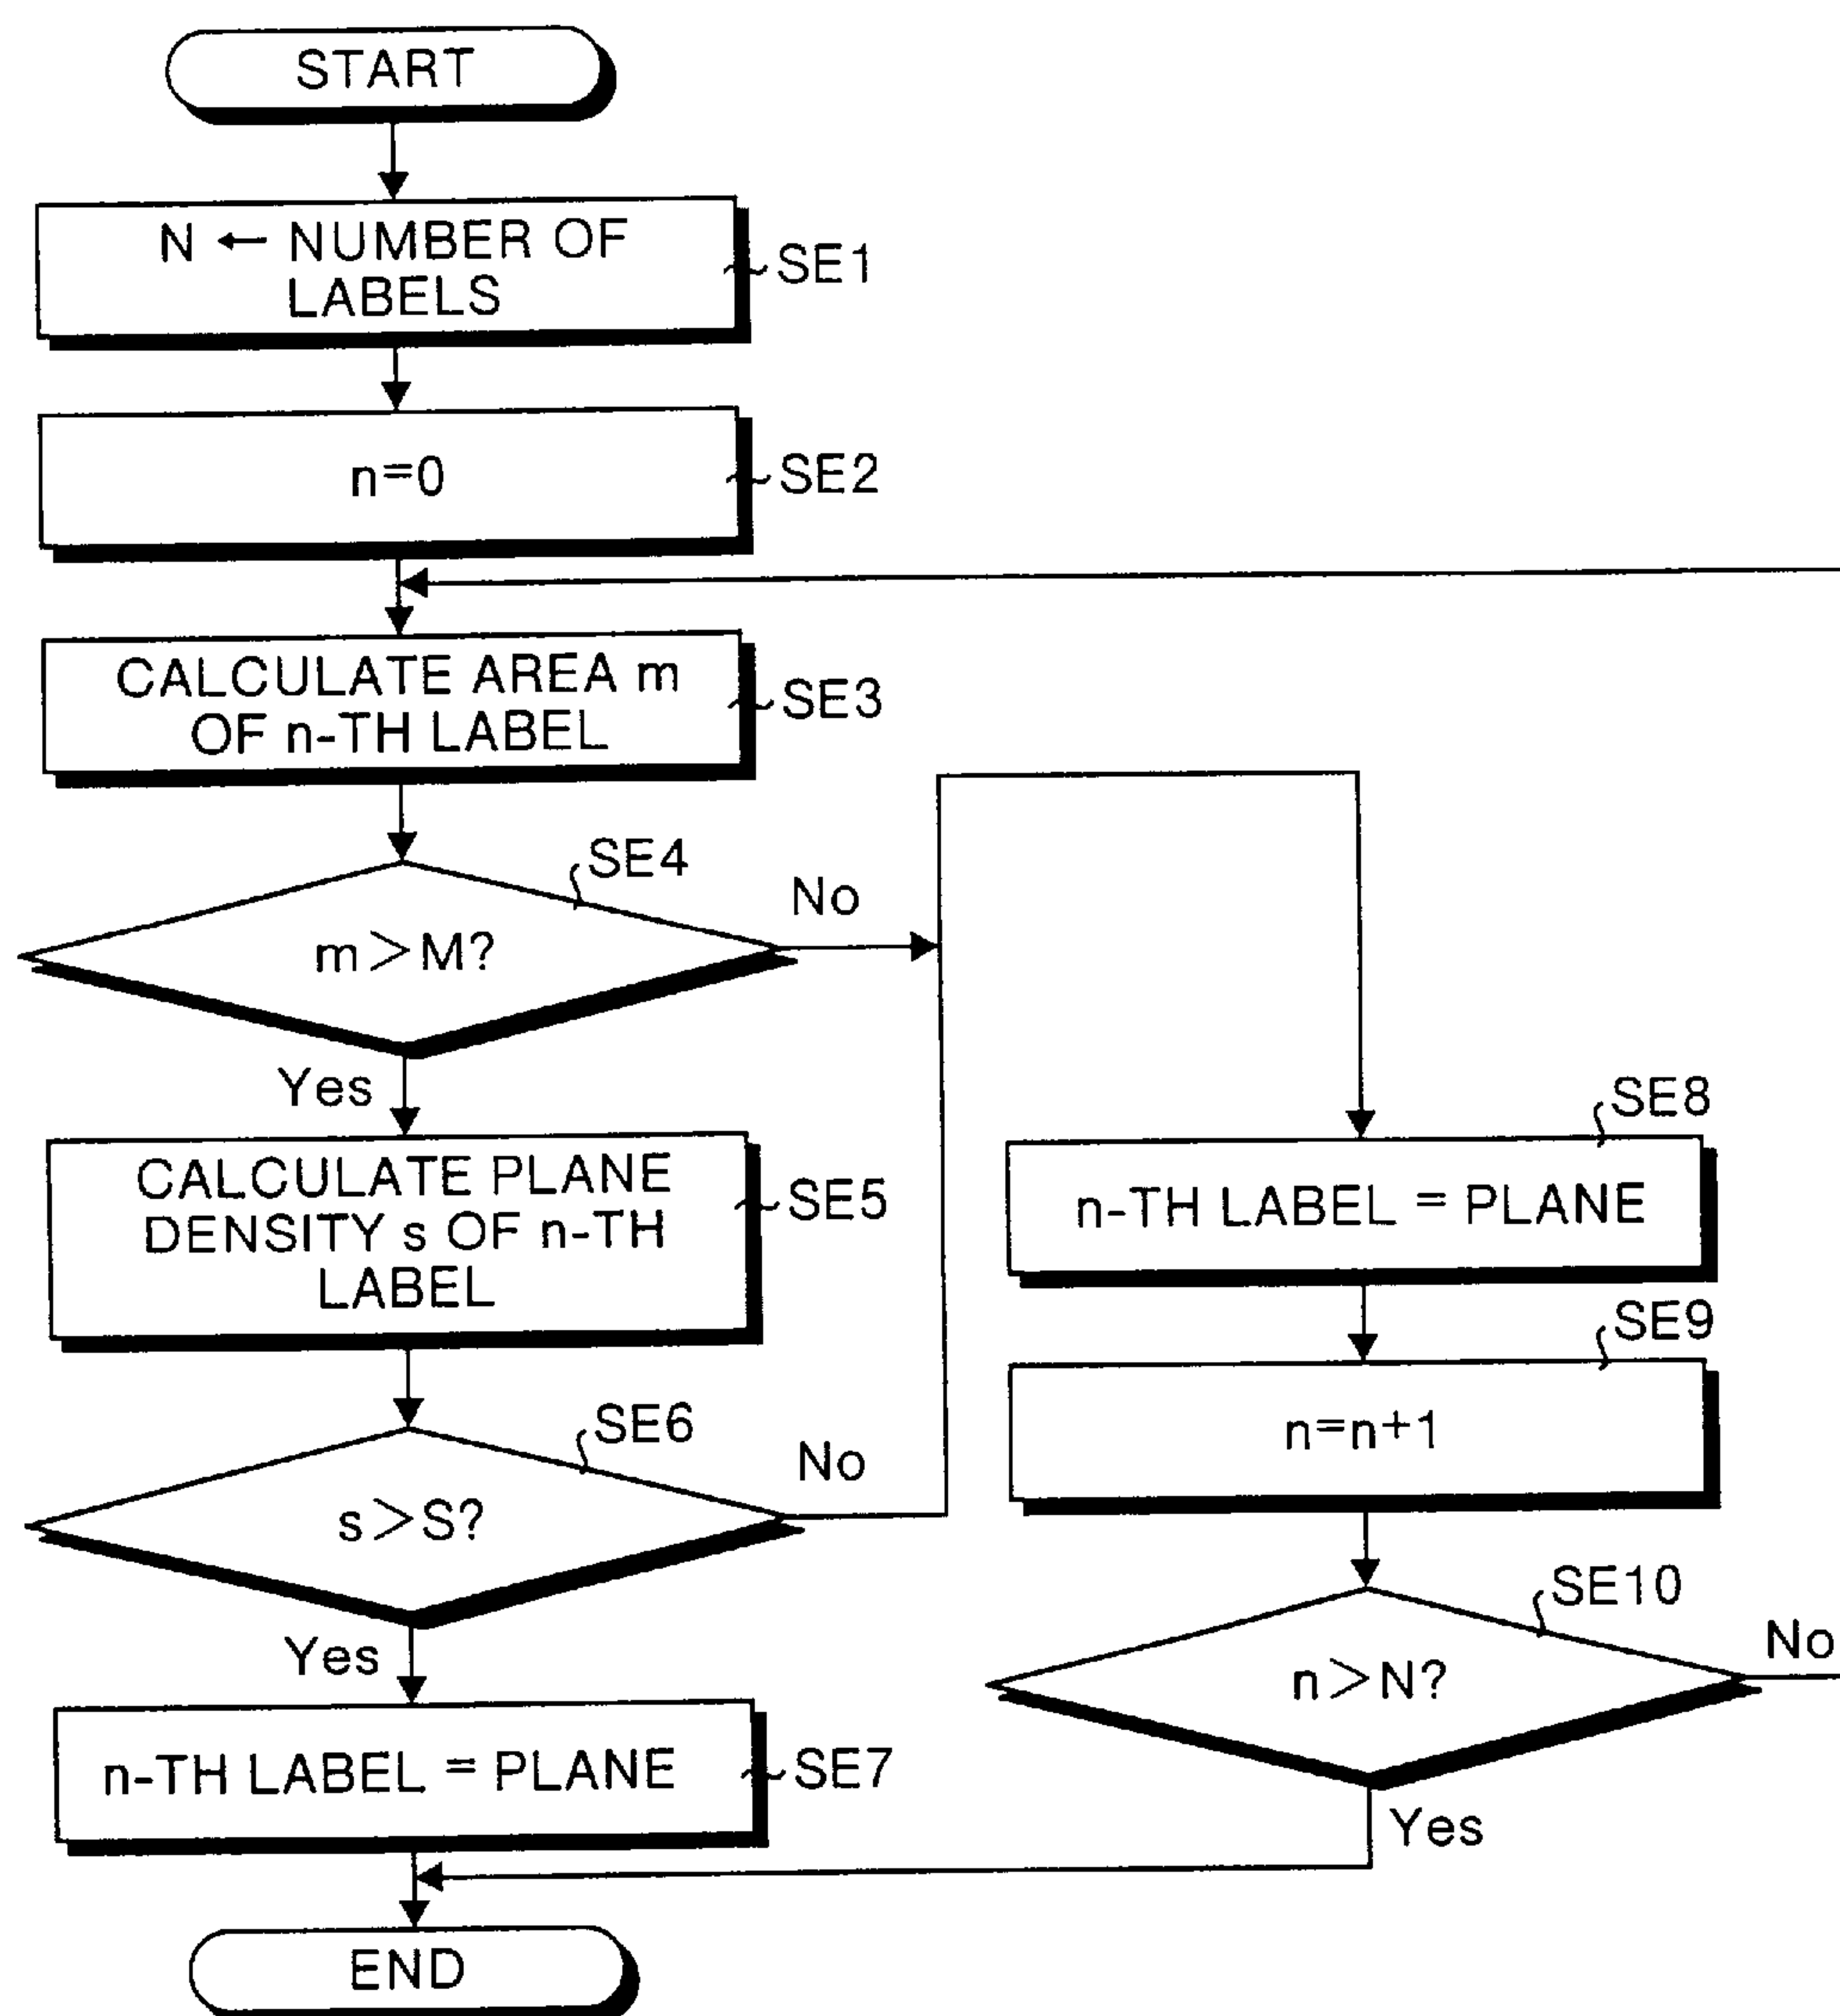 START
N ← NUMBER OF
LABELS
SE1
n=0
SE2
CALCULATE AREA m
OF n-TH LABEL
SE3
SE4
m>M?
No
Yes
CALCULATE PLANE
DENSITY s OF n-TH
LABEL
SE5
SE6
s>S?
No
Yes
n-TH LABEL = PLANE
SE7
SE8
n-TH LABEL = PLANE
SE9
n=n+1
SE10
n>N?
No
Yes
END